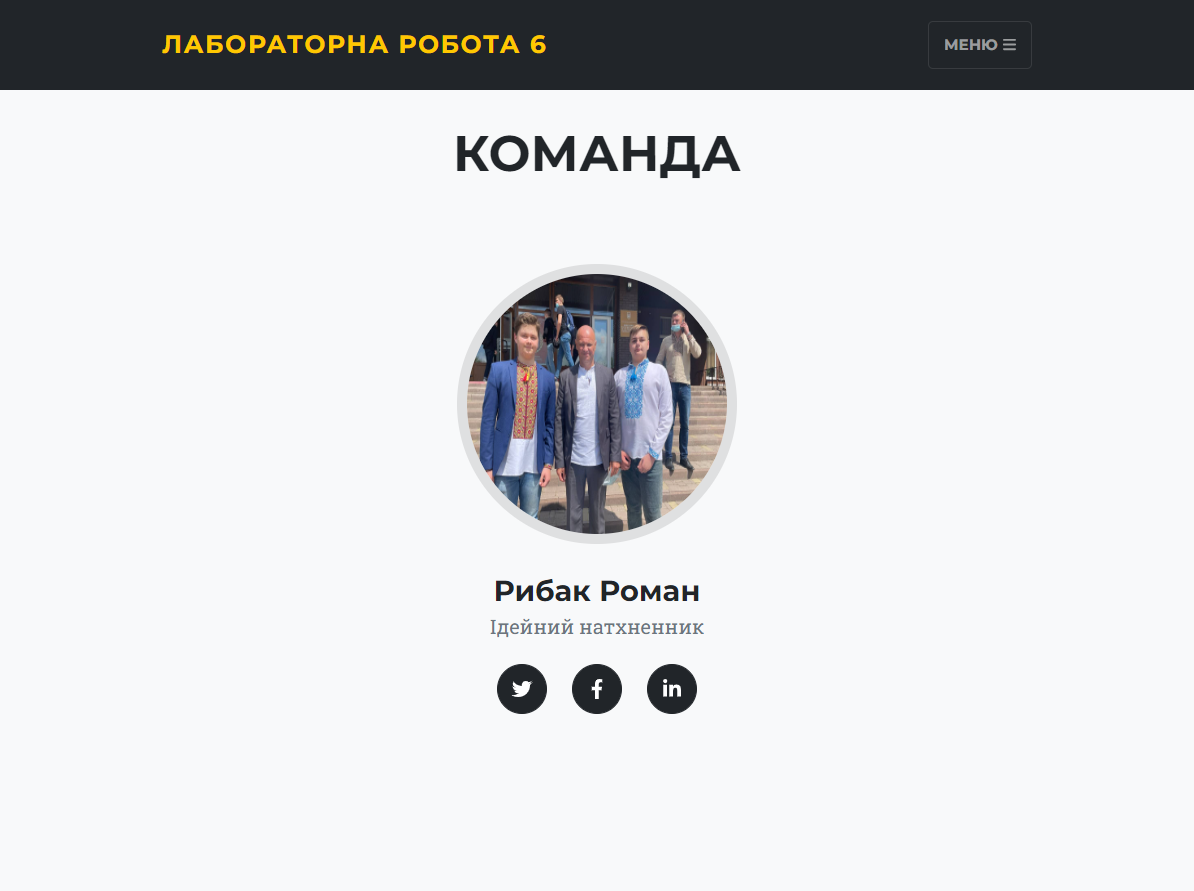 ЛАБОРАТОРНА РОБОТА 6
МЕНЮ
КОМАНДА
Рибак Роман
Ідейний натхненник